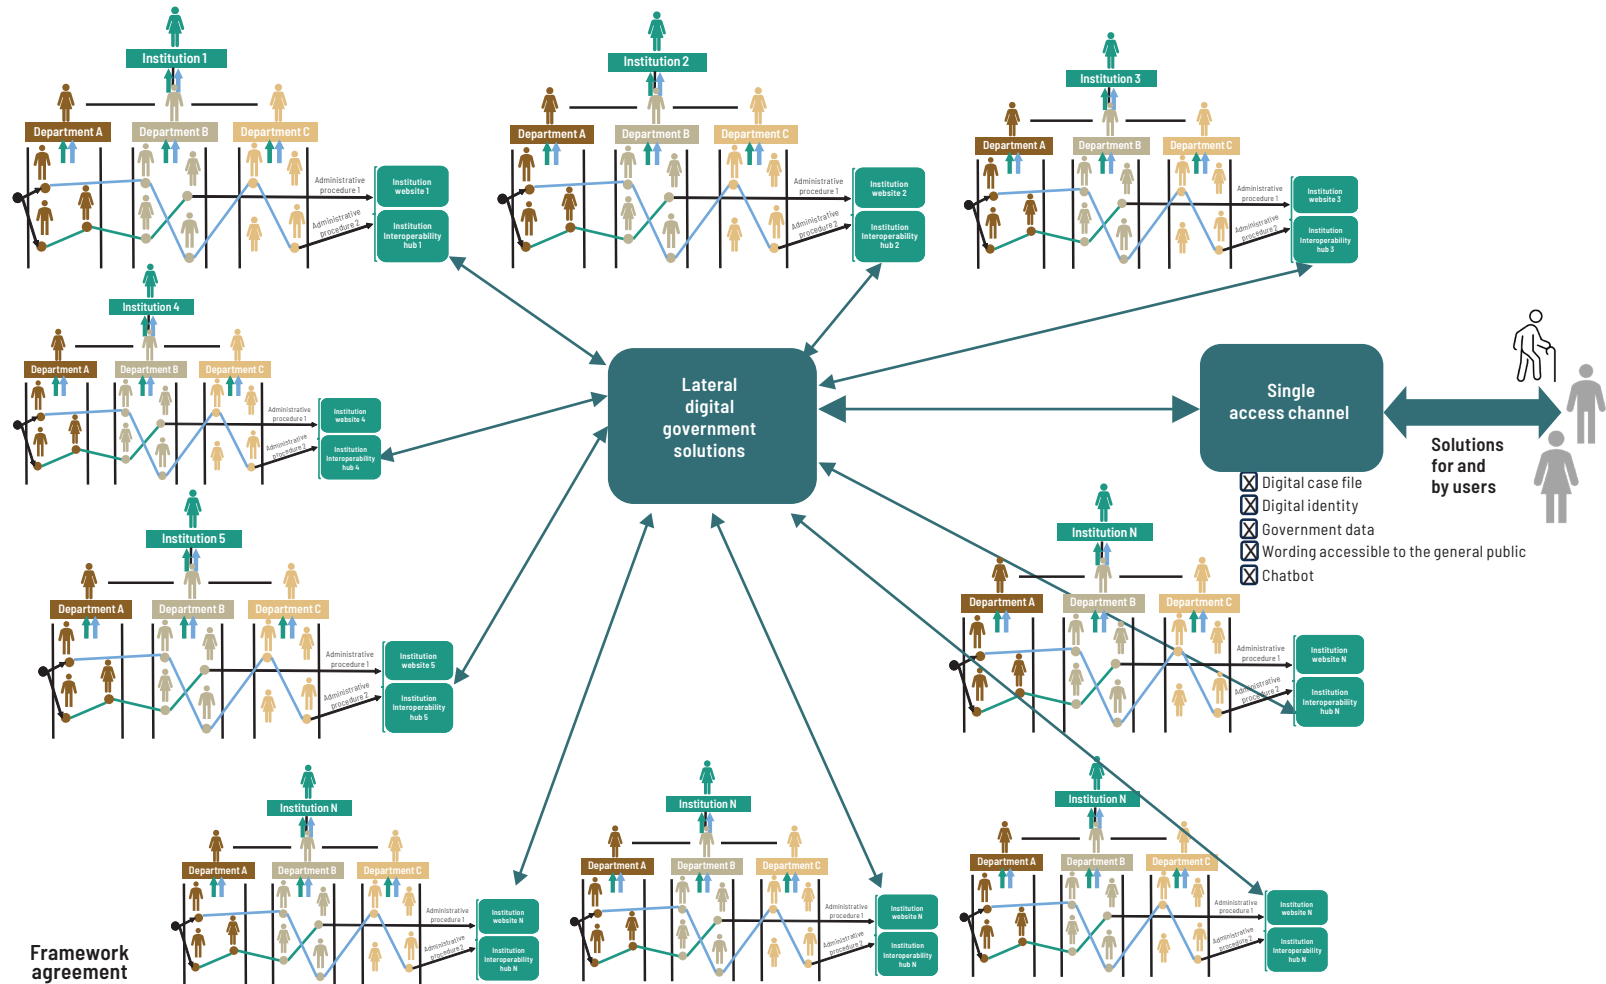 Institution 1
Department A
Department B
Department C
Administrative
procedure 1
Administrative
procedure 2
Institution
website 1
Institution
Interoperability
hub 1
Institution 2
Department A
Department B
Department C
Administrative
procedure 1
Administrative
procedure 2
Institution
website 2
Institution
Interoperability
hub 2
Institution 3
Department A
Department B
Department C
Administrative
procedure 1
Administrative
procedure 2
Institution
website 3
Institution
Interoperability
hub 3
Institution 4
Department A
Department B
Department C
Administrative
procedure 1
Administrative
procedure 2
Institution
website 4
Institution
Interoperability
hub 4
Lateral
digital
government
solutions
Single
access channel
Solutions
for and
by users
Digital case file
Digital identity
Government data
Wording accessible to the general public
Chatbot
Institution 5
Department A
Department B
Department C
Administrative
procedure 1
Administrative
procedure 2
Institution
website 5
Institution
Interoperability
hub 5
Institution N
Department A
Department B
Department C
Administrative
procedure 1
Administrative
procedure 2
Institution
website N
Institution
Interoperability
hub N
Institution N
Department A
Department B
Department C
Administrative
procedure 1
Administrative
procedure 2
Institution
website N
Institution
Interoperability
hub N
Institution N
Department A
Department B
Department C
Administrative
procedure 1
Administrative
procedure 2
Institution
website N
Institution
Interoperability
hub N
Institution N
Department A
Department B
Department C
Administrative
procedure 1
Administrative
procedure 2
Institution
website N
Institution
Interoperability
hub N
Framework
agreement